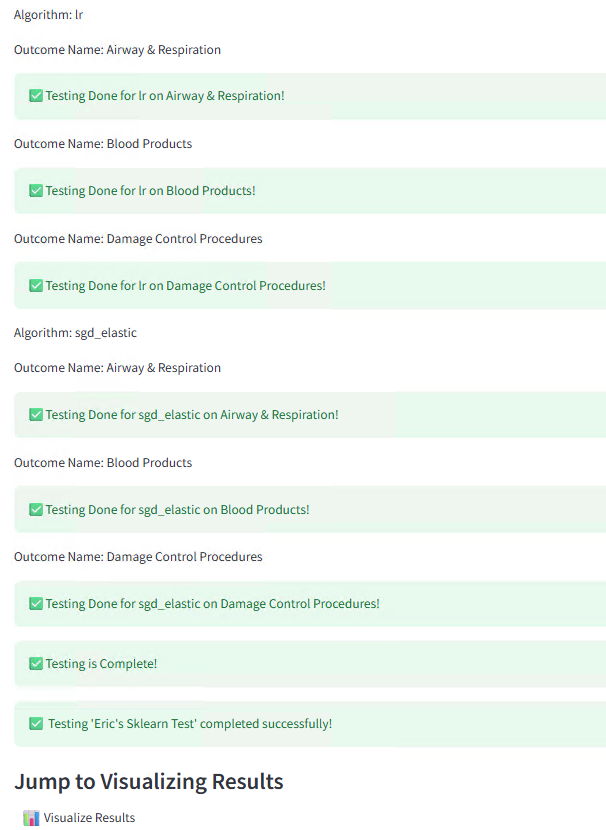 Algorithm: lr
Outcome Name: Airway & Respiration
✅ Testing Done for lr on Airway & Respiration!
Outcome Name: Blood Products
✅ Testing Done for lr on Blood Products!
Outcome Name: Damage Control Procedures
✅ Testing Done for lr on Damage Control Procedures!
Algorithm: sgd_elastic
Outcome Name: Airway & Respiration
✅ Testing Done for sgd_elastic on Airway & Respiration!
Outcome Name: Blood Products
✅ Testing Done for sgd_elastic on Blood Products!
Outcome Name: Damage Control Procedures
✅ Testing Done for sgd_elastic on Damage Control Procedures!
✅ Testing is Complete!
✅ Testing 'Eric's Sklearn Test' completed successfully!
Jump to Visualizing Results
📊 Visualize Results